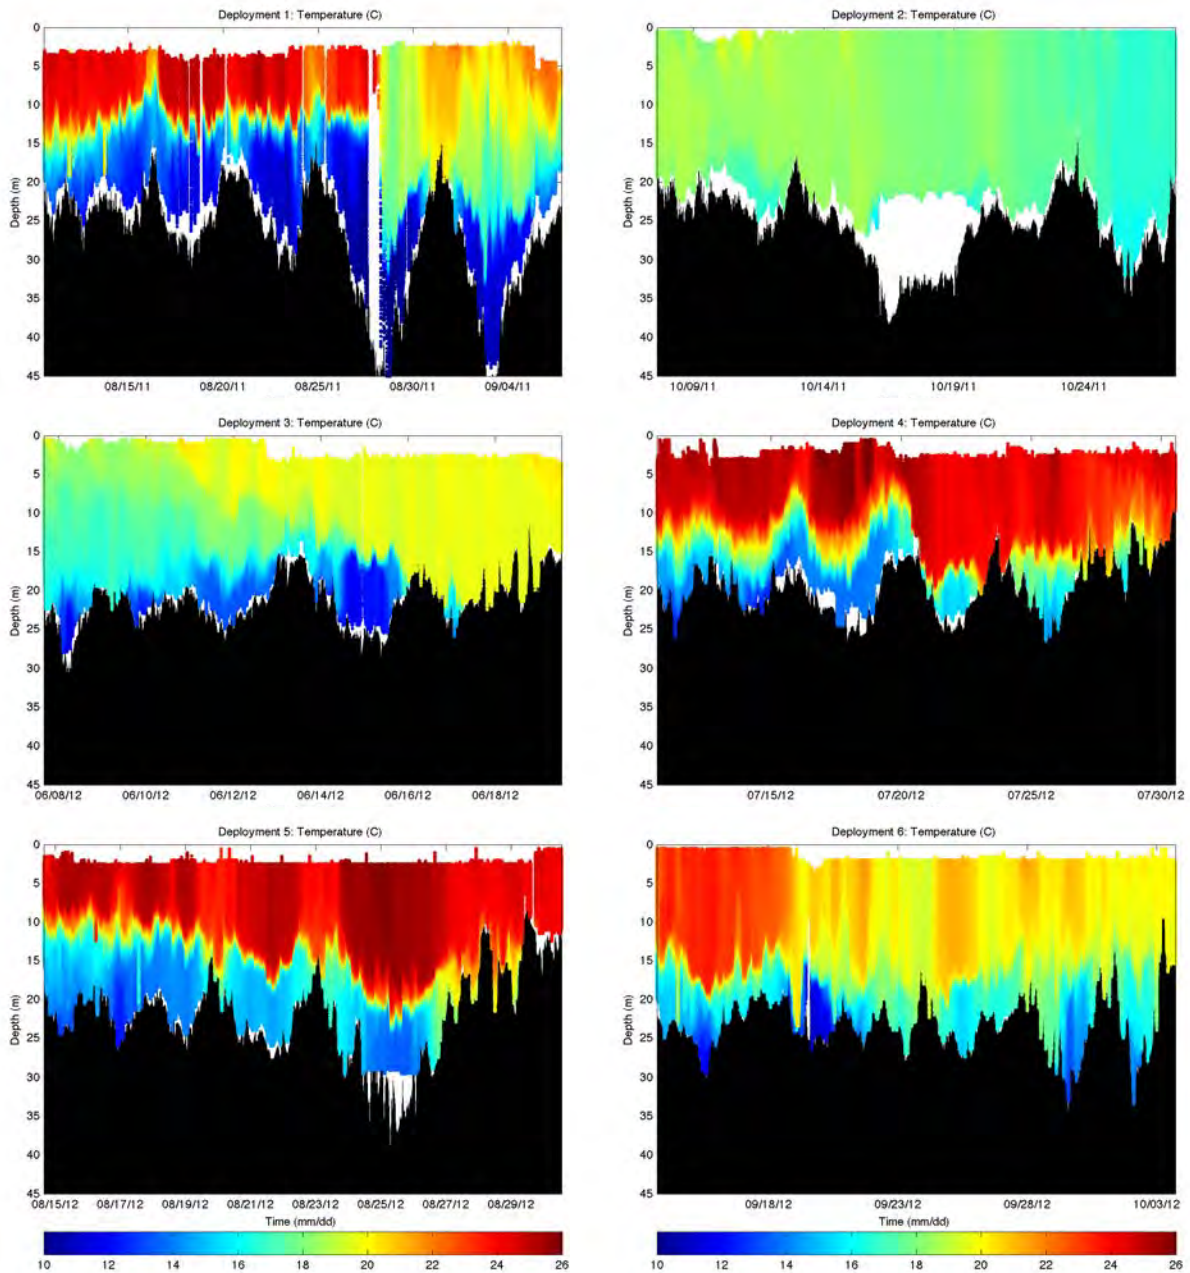 Deployment 1: Temperature (C)
0
5
10
15
20
25
30
35
40
45
Depth (m)
08/15/11 08/20/11 08/25/11 08/30/11 09/04/11
Deployment 2: Temperature (C)
0
5
10
15
20
25
30
35
40
45
Depth (m)
10/09/11 10/14/11 10/19/11 10/24/11
Deployment 3: Temperature (C)
0
5
10
15
20
25
30
35
40
45
Depth (m)
06/08/12 06/10/12 06/12/12 06/14/12 06/16/12 06/18/12
Deployment 4: Temperature (C)
0
5
10
15
20
25
30
35
40
45
Depth (m)
07/15/12 07/20/12 07/25/12 07/30/12
Deployment 5: Temperature (C)
0
5
10
15
20
25
30
35
40
45
Depth (m)
08/15/12 08/17/12 08/19/12 08/21/12 08/23/12 08/25/12 08/27/12 08/29/12
Time (mm/dd)
10 12 14 16 18 20 22 24 26
Deployment 6: Temperature (C)
0
5
10
15
20
25
30
35
40
45
Depth (m)
09/18/12 09/23/12 09/28/12 10/03/12
Time (mm/dd)
10 12 14 16 18 20 22 24 26